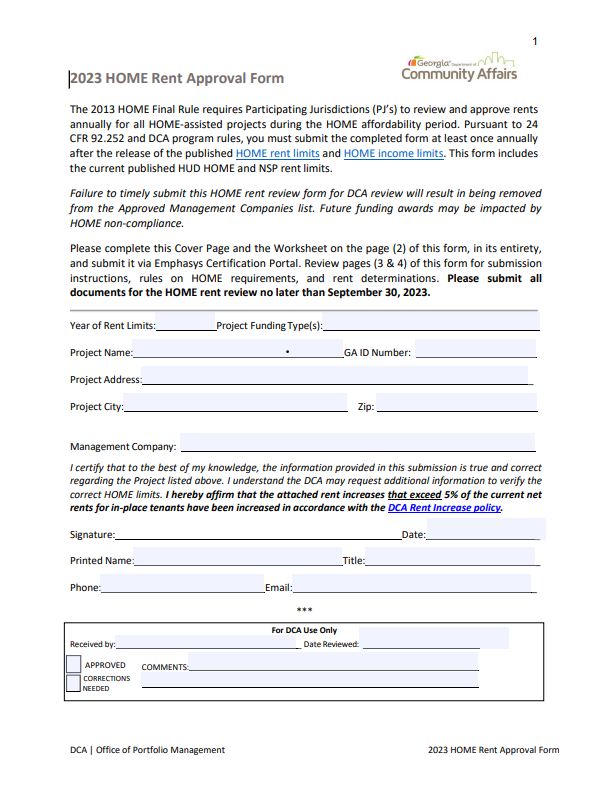 1
Georgia® Department of
Community Affairs
2023 HOME Rent Approval Form
The 2013 HOME Final Rule requires Participating Jurisdictions (PJ's) to review and approve rents
annually for all HOME-assisted projects during the HOME affordability period. Pursuant to 24
CFR 92.252 and DCA program rules, you must submit the completed form at least once annually
after the release of the published HOME rent limits and HOME income limits. This form includes
the current published HUD HOME and NSP rent limits.
Failure to timely submit this HOME rent review form for DCA review will result in being removed
from the Approved Management Companies list. Future funding awards may be impacted by
HOME non-compliance.
Please complete this Cover Page and the Worksheet on the page (2) of this form, in its entirety,
and submit it via Emphasys Certification Portal. Review pages (3 & 4) of this form for submission
instructions, rules on HOME requirements, and rent determinations. Please submit all
documents for the HOME rent review no later than September 30, 2023.
Year of Rent Limits: Project Funding Type(s):
Project Name: • GA ID Number:
Project Address:
Project City: Zip:
Management Company:
I certify that to the best of my knowledge, the information provided in this submission is true and correct
regarding the Project listed above. I understand the DCA may request additional information to verify the
correct HOME limits. I hereby affirm that the attached rent increases that exceed 5% of the current net
rents for in-place tenants have been increased in accordance with the DCA Rent Increase policy.
Signature: Date:
Printed Name: Title:
Phone: Email:
***
For DCA Use Only
Received by: Date Reviewed:
APPROVED COMMENTS:
CORRECTIONS
NEEDED
DCA | Office of Portfolio Management 2023 HOME Rent Approval Form